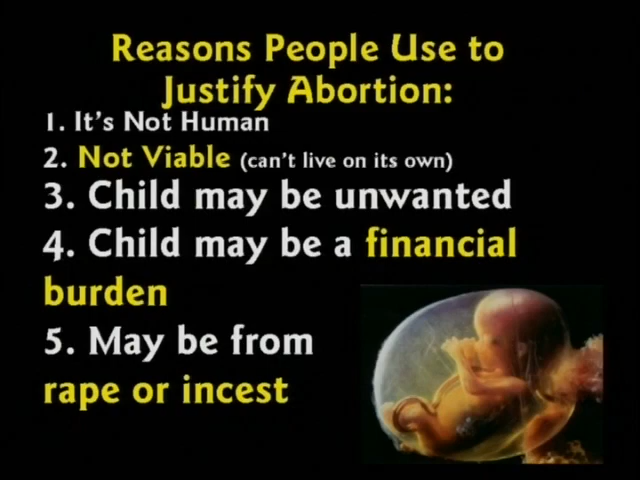 Reasons People Use to
Justify Abortion:
1. It's Not Human
2. Not Viable (can't live on its own)
3. Child may be unwanted
4. Child may be a financial
burden
5. May be from
rape or incest